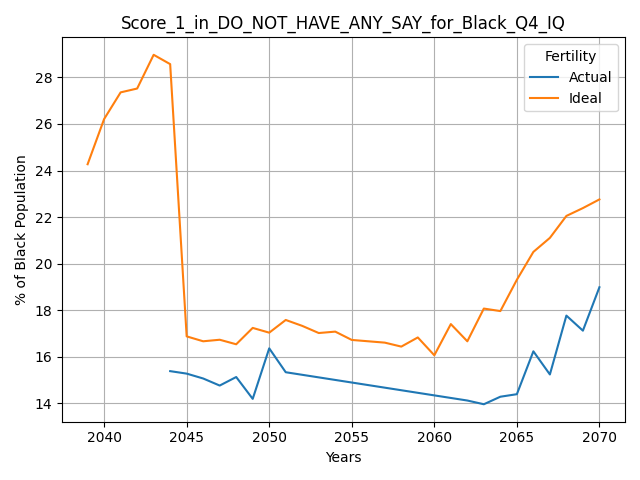 Score_1_in_DO_NOT_HAVE_ANY_SAY_for_Black_Q4_IQ
Fertility
Actual
Ideal
% of Black Population
28
26
24
22
20
18
16
14
2040 2045 2050 2055 2060 2065 2070
Years